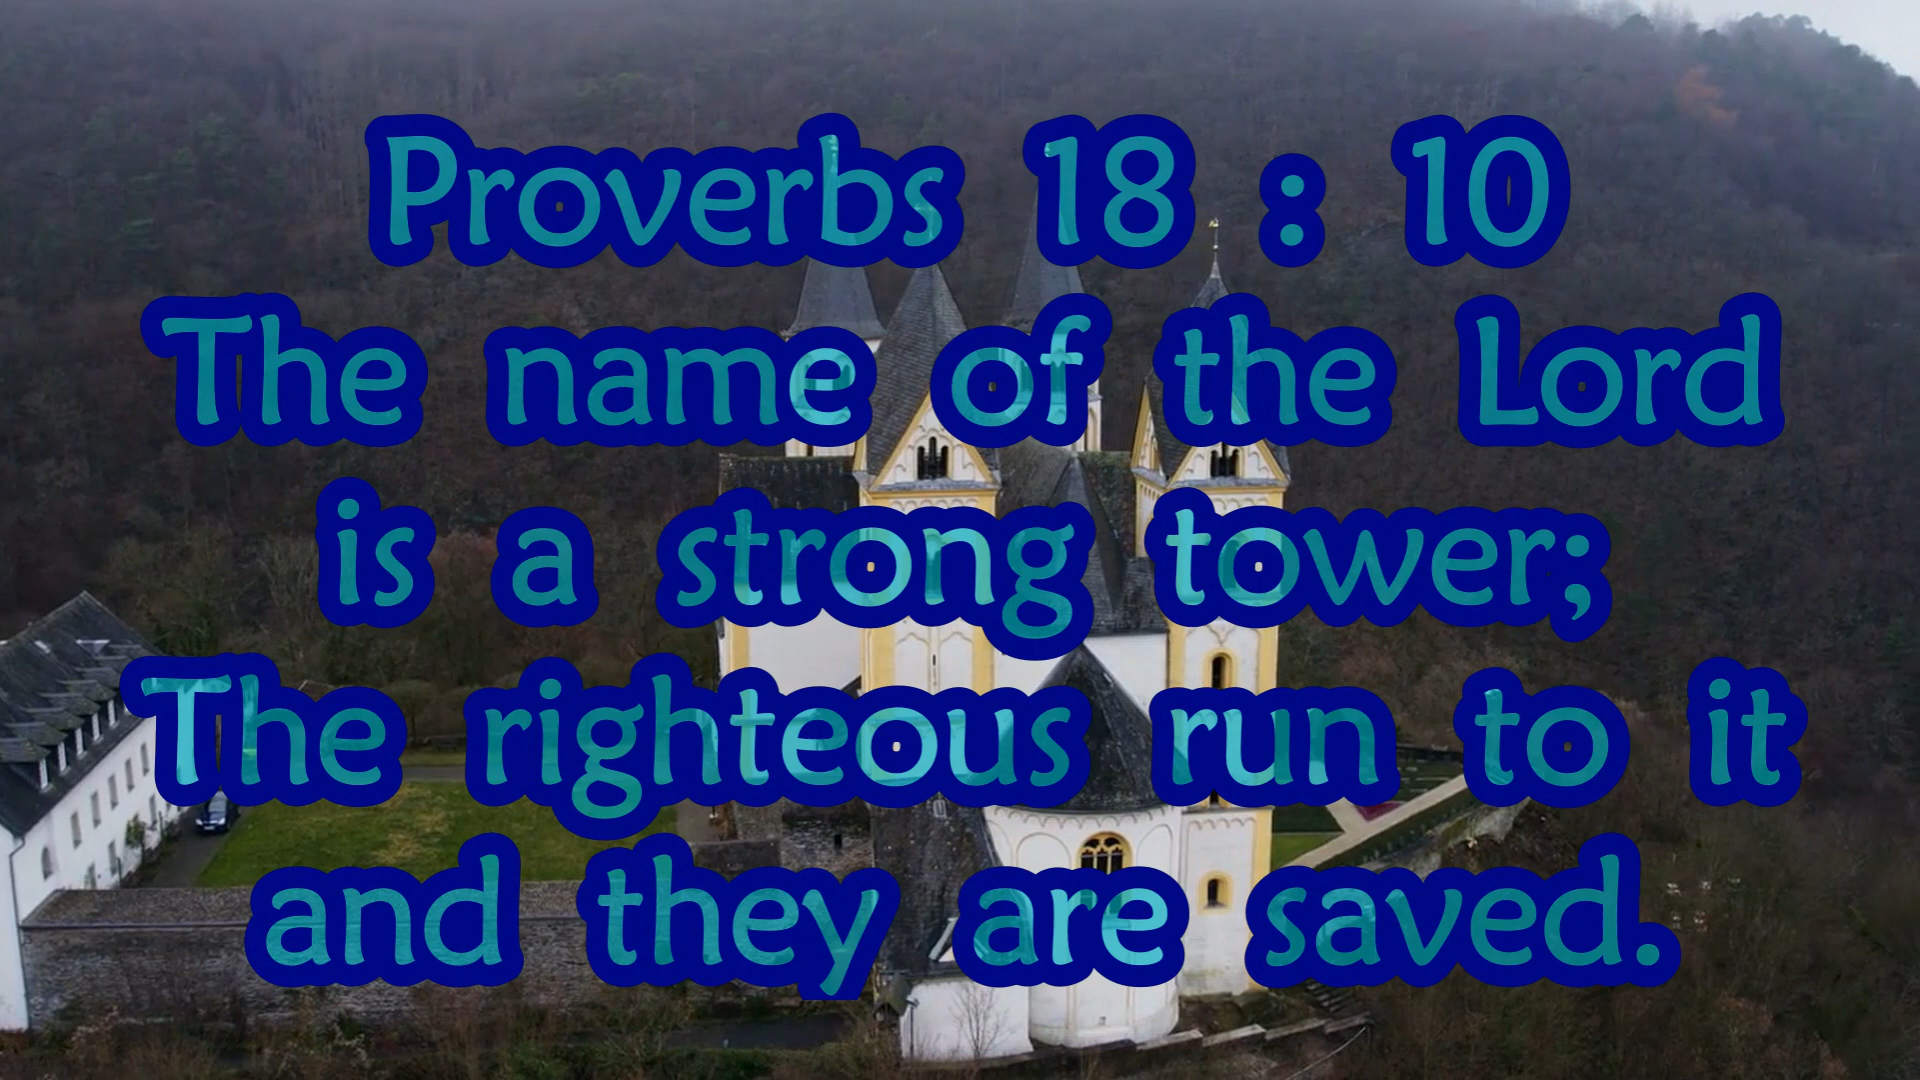 Proverbs 18 : 10
The name of the Lord
is a strong tower;
The righteous run to it
and they are saved.